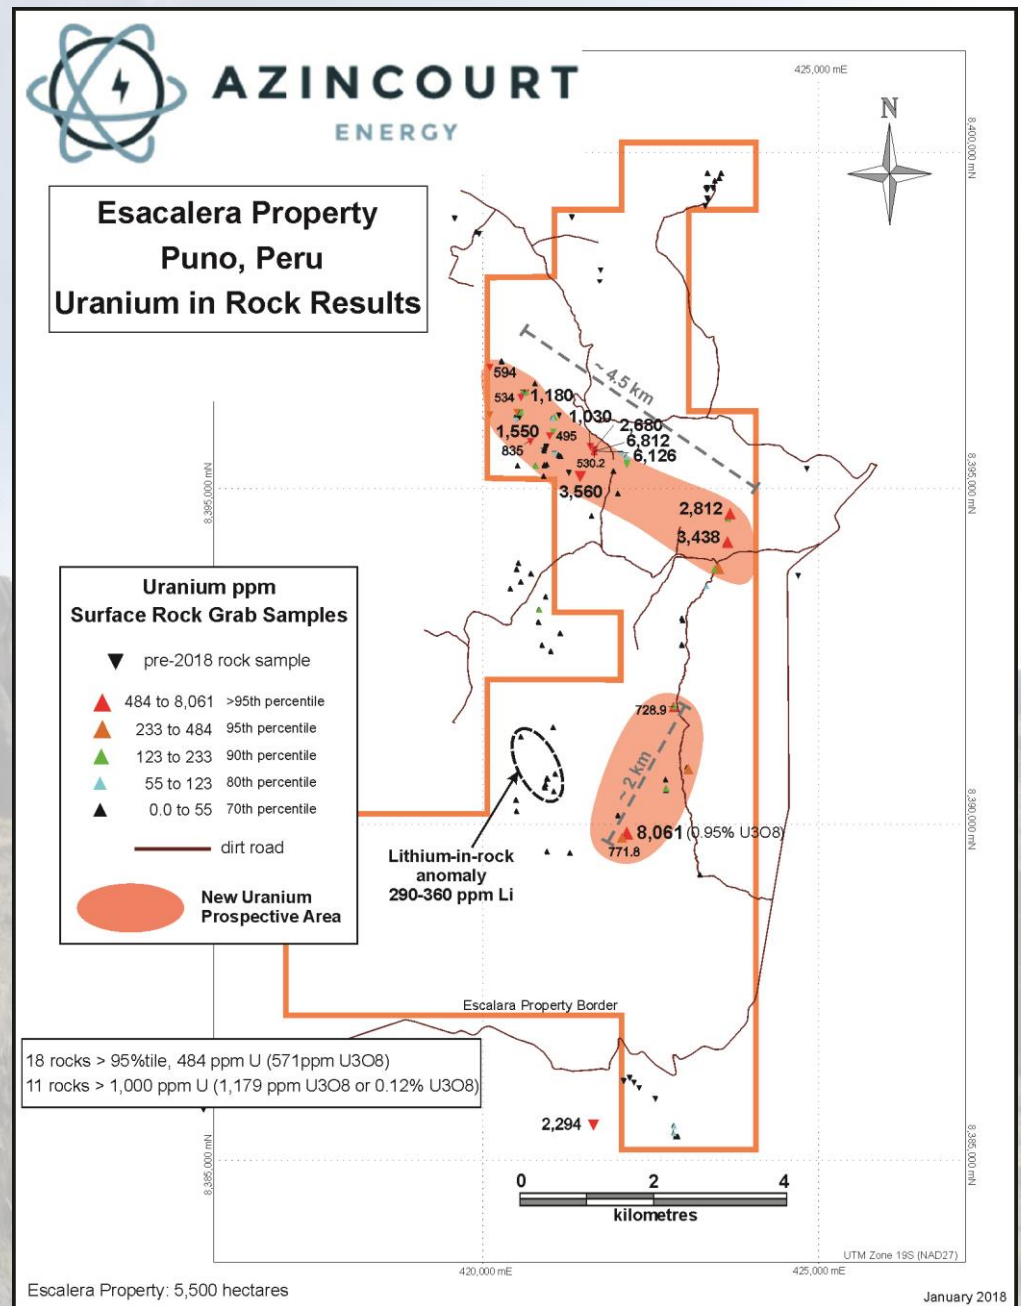 AZINCOURT
ENERGY
Esacalera Property
Puno, Peru
Uranium in Rock Results
425,000 mE
N
8,400,000 mN
~ 4.5 km
594
534
1,180
1,030
2,680
1,550
495
6,812
835
6,126
530.2
3,560
8,395,000 mN
8,395,000 mN
2,812
3,438
Uranium ppm
Surface Rock Grab Samples
pre-2018 rock sample
484 to 8,061 >95th percentile
233 to 484 95th percentile
123 to 233 90th percentile
55 to 123 80th percentile
0.0 to 55 70th percentile
dirt road
New Uranium
Prospective Area
728.9
~2 km
8,061 (0.95% U3O8)
771.8
8,390,000 mN
Lithium-in-rock
anomaly
290-360 ppm Li
Escalara Property Border
18 rocks > 95%tile, 484 ppm U (571ppm U3O8)
11 rocks > 1,000 ppm U (1,179 ppm U3O8 or 0.12% U3O8)
2,294
8,385,000 mN
8,385,000 mN
0 2 4
kilometres
UTM Zone 19S (NAD27)
420,000 mE
425,000 mE
Escalera Property: 5,500 hectares
January 2018